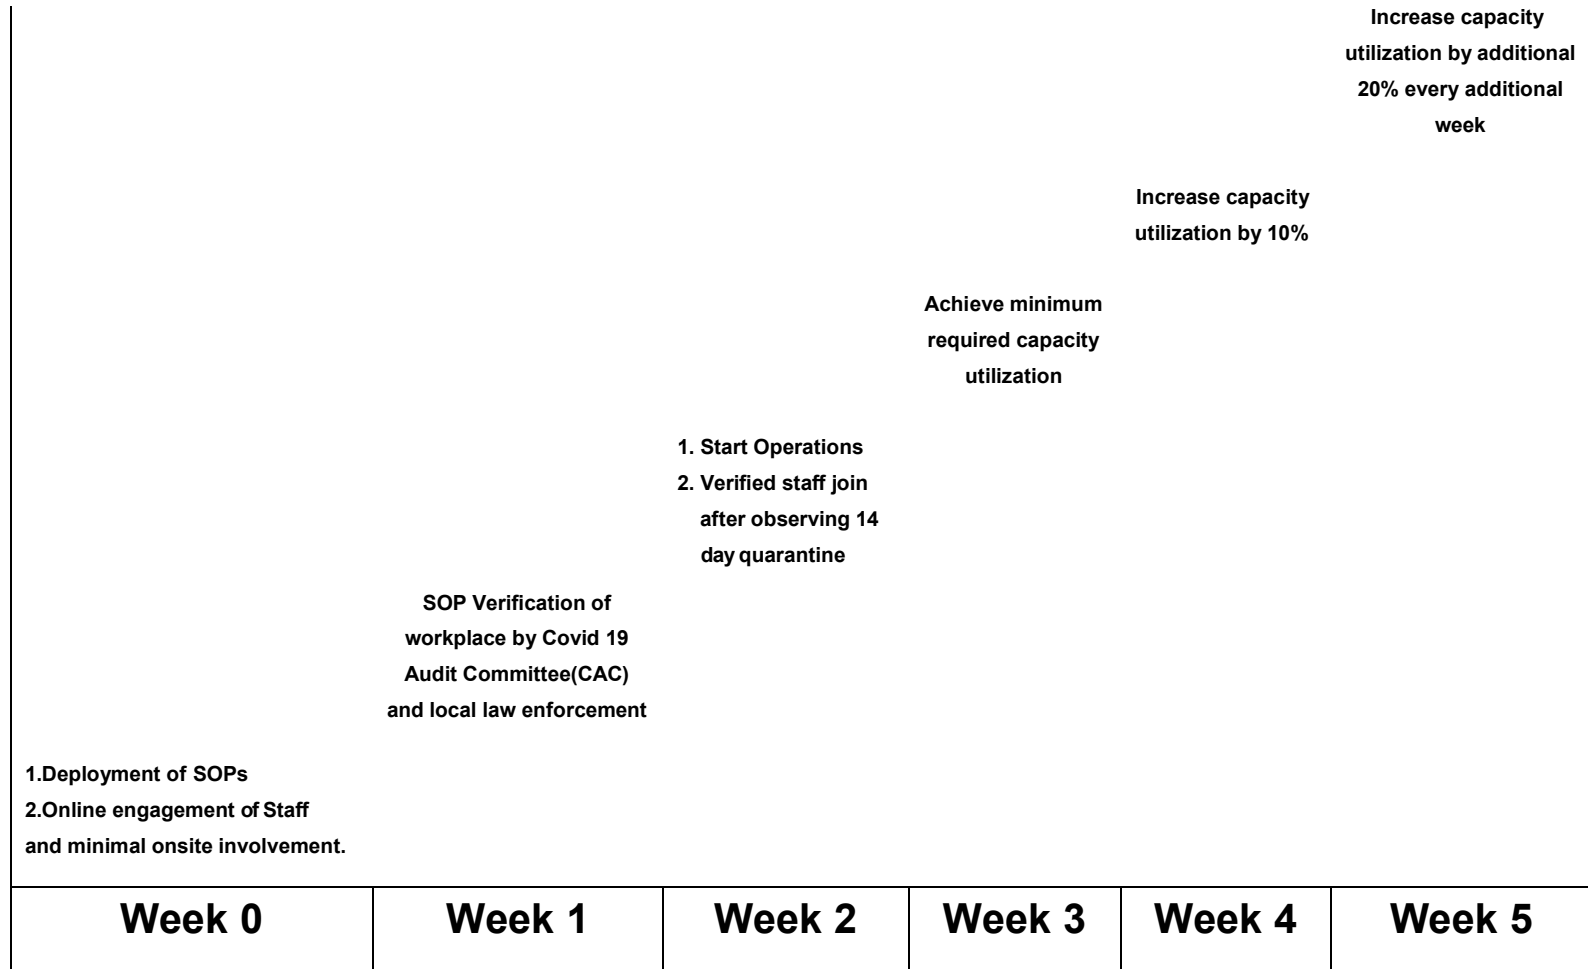 Increase capacity
utilization by additional
20% every additional
week
Increase capacity
utilization by 10%
Achieve minimum
required capacity
utilization
1. Start Operations
2. Verified staff join
after observing 14
day quarantine
SOP Verification of
workplace by Covid 19
Audit Committee(CAC)
and local law enforcement
1.Deployment of SOPs
2.Online engagement of Staff
and minimal onsite involvement.
Week 0 Week 1 Week 2 Week 3 Week 4 Week 5